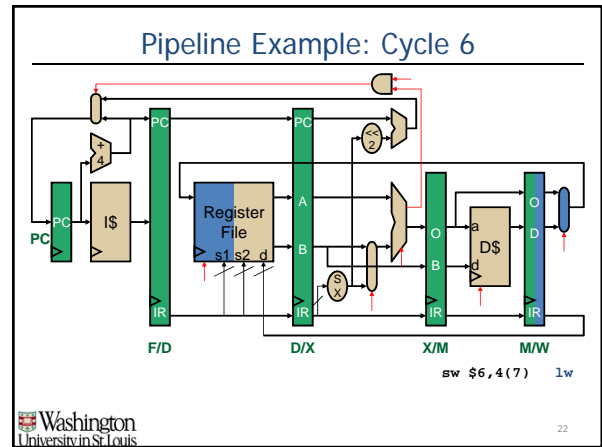 Pipeline Example: Cycle 6
PC
PC
<<
2
+
4
PC
PC
I$
Register
File
s1 s2 d
A
B
S
X
O
B
a
D$
d
O
D
IR
IR
IR
IR
F/D
D/X
X/M
M/W
sw $6,4(7)
lw
Washington
University in St.Louis
22